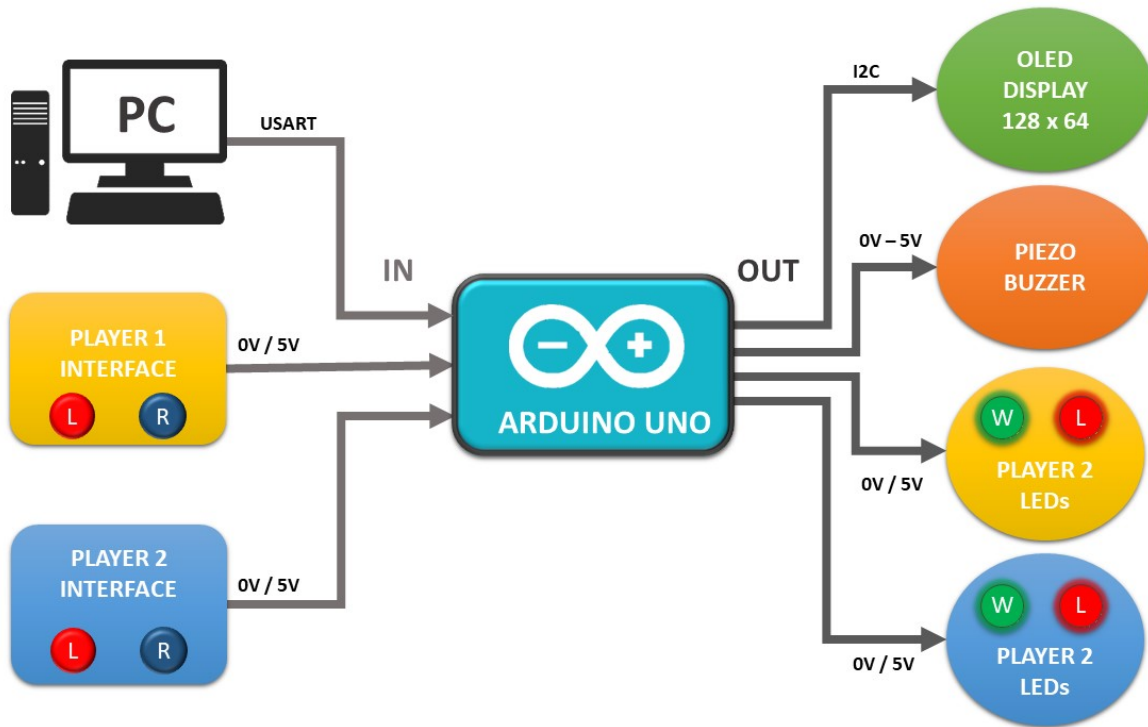 PC
USART
IN
PLAYER 1
INTERFACE
L
R
0V / 5V
PLAYER 2
INTERFACE
L
R
0V / 5V
ARDUINO UNO
OUT
I2C
OLED
DISPLAY
128 x 64
0V – 5V
PIEZO
BUZZER
W
L
PLAYER 2
LEDs
0V / 5V
W
L
PLAYER 2
LEDs
0V / 5V